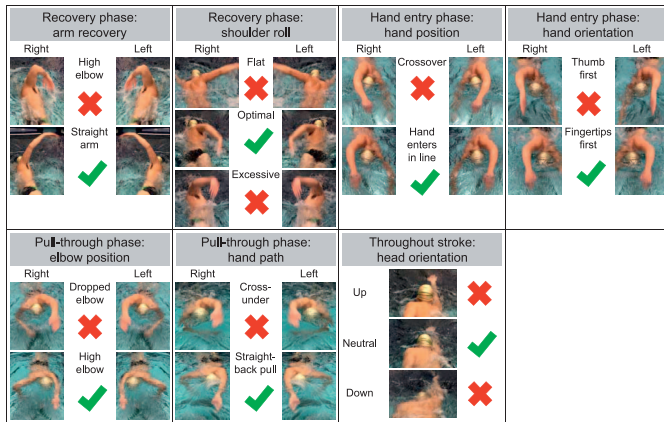 Recovery phase:
arm recovery
Right
High
elbow
Left
Straight
arm
Recovery phase:
shoulder roll
Right
Flat
Left
Optimal
Excessive
Hand entry phase:
hand position
Right
Left
Crossover
Hand
enters
in line
Hand entry phase:
hand orientation
Right
Left
Thumb
first
Fingertips
first
Pull-through phase:
elbow position
Right
Left
Dropped
elbow
High
elbow
Pull-through phase:
hand path
Right
Left
Cross-
under
Straight-
back pull
Throughout stroke:
head orientation
Up
Neutral
Down